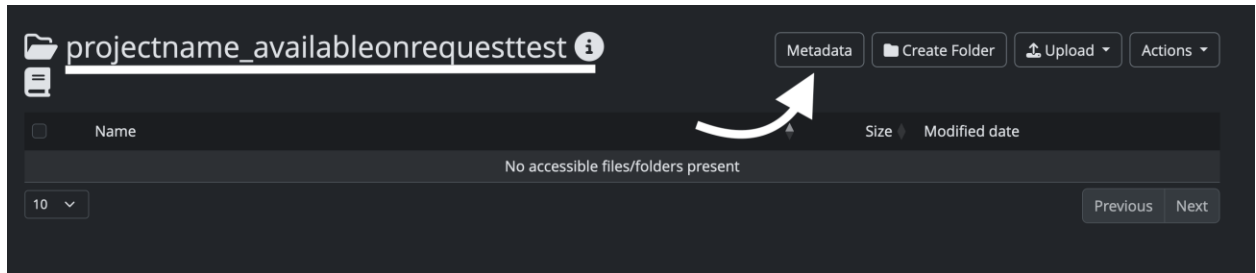 projectname_availableonrequesttest
Metadata
Create Folder
Upload
Actions
Name
Size
Modified date
No accessible files/folders present
10
Previous
Next